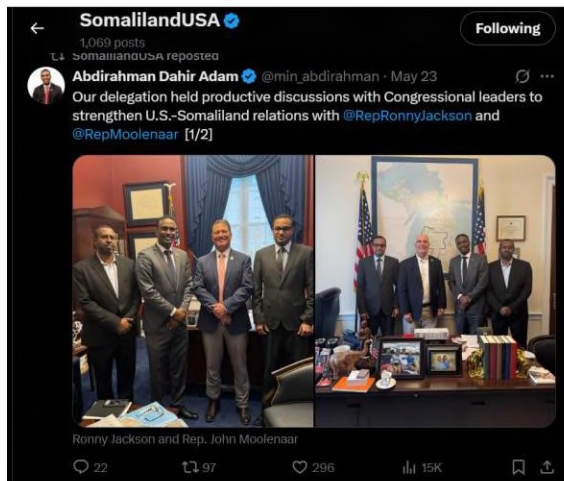 SomalilandUSA
Following
1,069 posts
SomalilandUSA reposted
Abdirahman Dahir Adam @min_abdirahman · May 23
Our delegation held productive discussions with Congressional leaders to
strengthen U.S.-Somaliland relations with @RepRonnyJackson and
@RepMoolenaar [1/2]
Ronny Jackson and Rep. John Moolenaar
22
97
296
15K